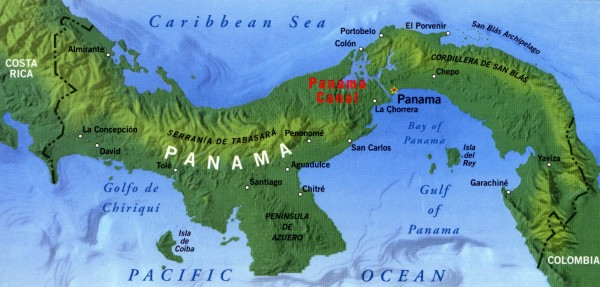 Caribbean Sea
Portobelo
El Porvenir
San Blás Archipelago
Colón
Almirante
COSTA
RICA
CORDILLERA DE SAN BLÁS
Chepo
Panama
Canal
Panama
La Chorrera
La Concepción
SERRANÍA DE TABASARÁ
Penonomé
Bay of
Panama
David
PANAMA
San Carlos
Isla
del
Rey
Yaviza
Tolé
Aguadulce
Golfo de
Chiriquí
Santiago
Chitré
Garachiné
Gulf
of
Panama
PENÍNSULA
DE
AZUERO
Isla
de
Coiba
COLOMBIA
PACIFIC OCEAN